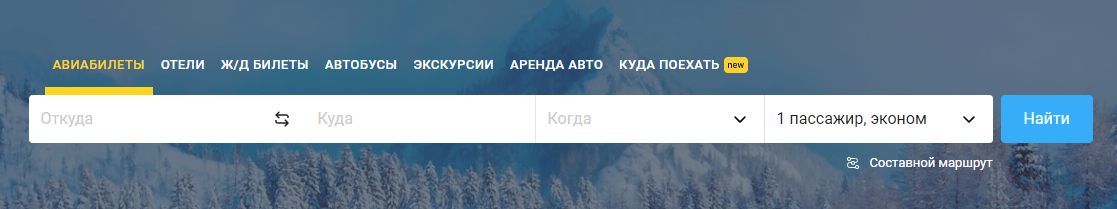 АВИАБИЛЕТЫ ОТЕЛИ Ж/Д БИЛЕТЫ АВТОБУСЫ ЭКСКУРСИИ АРЕНДА АВТО КУДА ПОЕХАТЬ new
Откуда Куда Когда 1 пассажир, эконом Найти
Составной маршрут